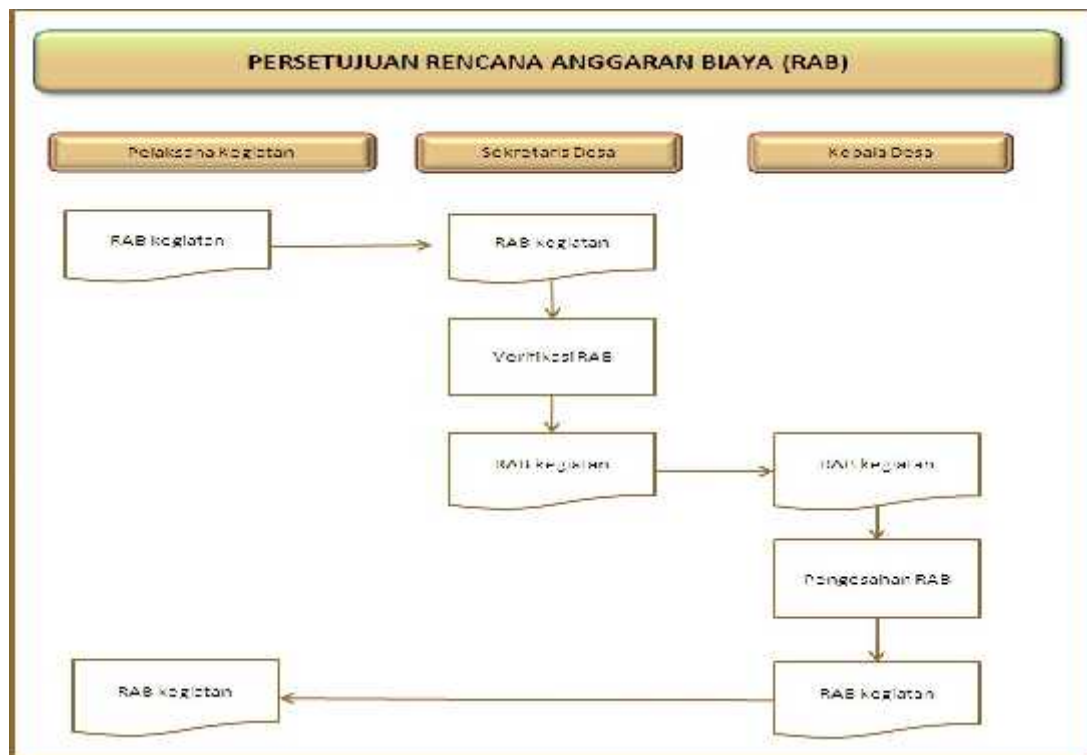 PERSETUJUAN RENCANA ANGGARAN BIAYA (RAB)
Pelaksana Kegiatan
Sekretaris Desa
Kepala Desa
RAB kegiatan
RAB kegiatan
Verifikasi RAB
RAB kegiatan
RAB kegiatan
Pengesahan RAB
RAB kegiatan
RAB kegiatan